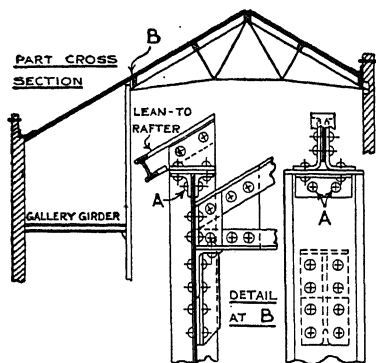 B
PART CROSS
SECTION
LEAN-TO
RAFTER
A
A
GALLERY GIRDER
DETAIL
AT B